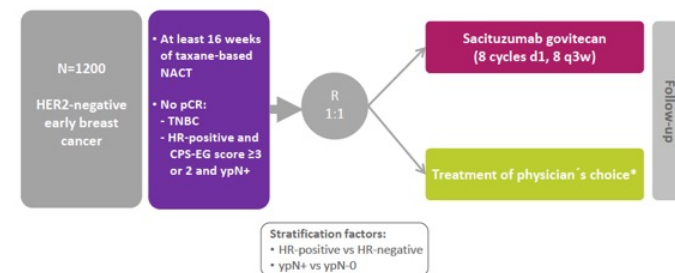 N=1200
HER2-negative
early breast
cancer
• At least 16 weeks
of taxane-based
NACT
• No pCR:
- TNBC
- HR-positive and
CPS-EG score ≥3
or 2 and ypN+
R
1:1
Sacituzumab govitecan
(8 cycles d1, 8 q3w)
Treatment of physician´s choice*
Follow-up
Stratification factors:
• HR-positive vs HR-negative
• ypN+ vs ypN-0